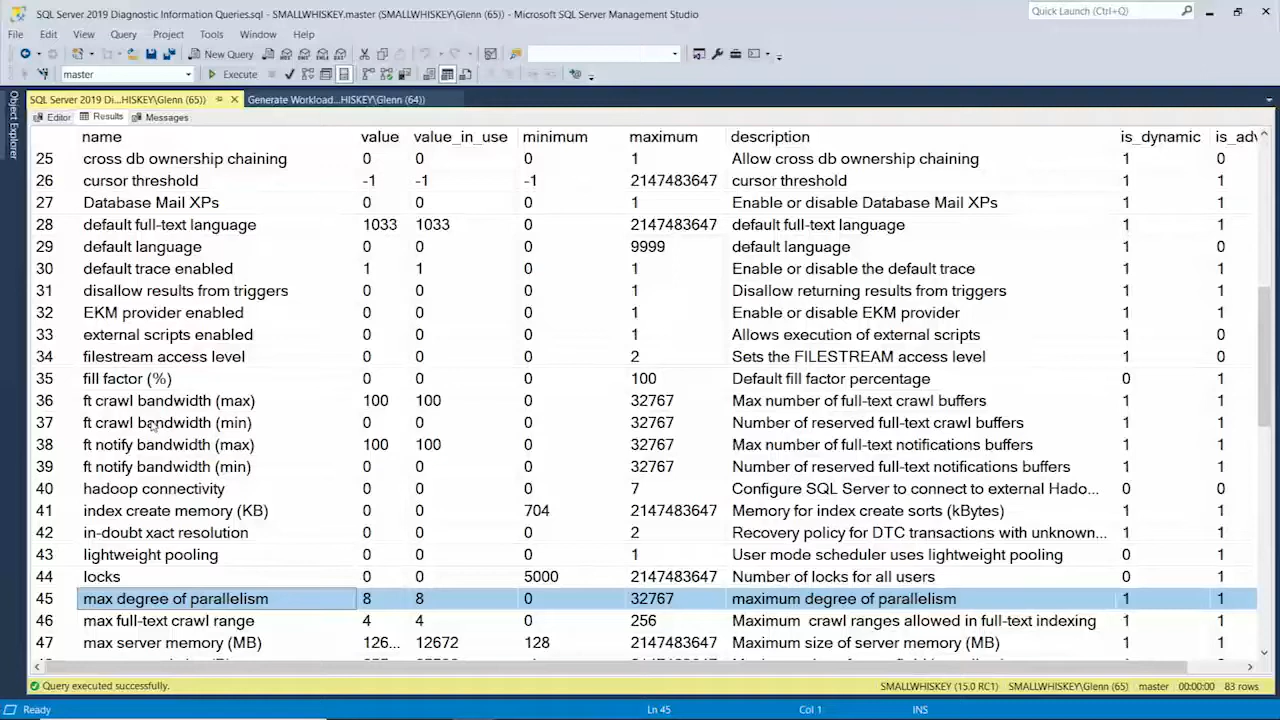 SQL Server 2019 Diagnostic Information Queries.sql - SMALLWHISKEY.master (SMALLWHISKEY\Glenn (65)) - Microsoft SQL Server Management Studio
Quick Launch (Ctrl+Q)
File Edit View Query Project Tools Window Help
New Query
master Execute
SQL Server 2019 Di...HISKEY\Glenn (65)) Generate Workload...HISKEY\Glenn (64))
Object Explorer
Editor Results Messages
name value value_in_use minimum maximum description is_dynamic is_adv
25 cross db ownership chaining 0 0 0 1 Allow cross db ownership chaining 1 0
26 cursor threshold -1 -1 -1 2147483647 cursor threshold 1 1
27 Database Mail XPs 0 0 0 1 Enable or disable Database Mail XPs 1 1
28 default full-text language 1033 1033 0 2147483647 default full-text language 1 1
29 default language 0 0 0 9999 default language 1 0
30 default trace enabled 1 1 0 1 Enable or disable the default trace 1 1
31 disallow results from triggers 0 0 0 1 Disallow returning results from triggers 1 1
32 EKM provider enabled 0 0 0 1 Enable or disable EKM provider 1 1
33 external scripts enabled 0 0 0 1 Allows execution of external scripts 1 0
34 filestream access level 0 0 0 2 Sets the FILESTREAM access level 1 0
35 fill factor (%) 0 0 0 100 Default fill factor percentage 0 1
36 ft crawl bandwidth (max) 100 100 0 32767 Max number of full-text crawl buffers 1 1
37 ft crawl bandwidth (min) 0 0 0 32767 Number of reserved full-text crawl buffers 1 1
38 ft notify bandwidth (max) 100 100 0 32767 Max number of full-text notifications buffers 1 1
39 ft notify bandwidth (min) 0 0 0 32767 Number of reserved full-text notifications buffers 1 1
40 hadoop connectivity 0 0 0 7 Configure SQL Server to connect to external Hado... 0 0
41 index create memory (KB) 0 0 704 2147483647 Memory for index create sorts (kBytes) 1 1
42 in-doubt xact resolution 0 0 0 2 Recovery policy for DTC transactions with unknown... 1 1
43 lightweight pooling 0 0 0 1 User mode scheduler uses lightweight pooling 0 1
44 locks 0 0 5000 2147483647 Number of locks for all users 0 1
45 max degree of parallelism 8 8 0 32767 maximum degree of parallelism 1 1
46 max full-text crawl range 4 4 0 256 Maximum crawl ranges allowed in full-text indexing 1 1
47 max server memory (MB) 126... 12672 128 2147483647 Maximum size of server memory (MB) 1 1
Query executed successfully. SMALLWHISKEY (15.0 RC1) SMALLWHISKEY\Glenn (65) master 00:00:00 83 rows
Ready Ln 45 Col 1 INS